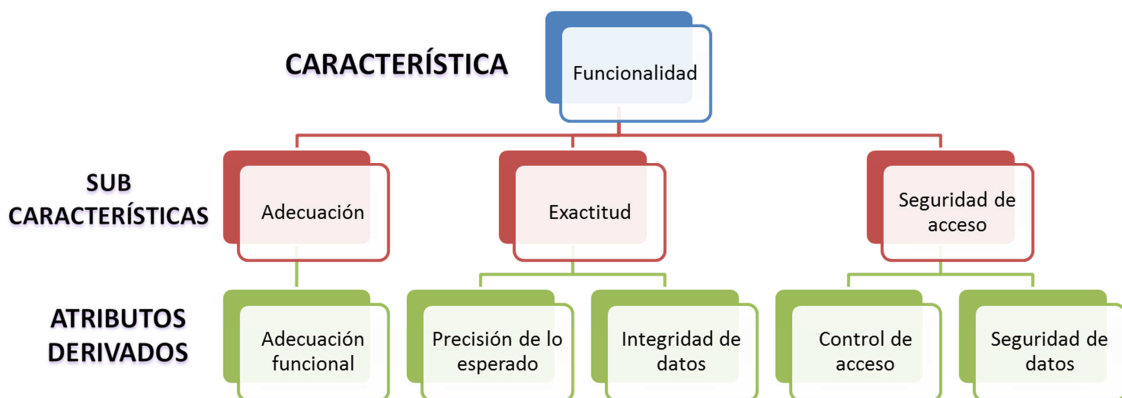 CARACTERÍSTICA
Funcionalidad
SUB
CARACTERÍSTICAS
Adecuación
Exactitud
Seguridad de
acceso
ATRIBUTOS
DERIVADOS
Adecuación
funcional
Precisión de lo
esperado
Integridad de
datos
Control de
acceso
Seguridad de
datos